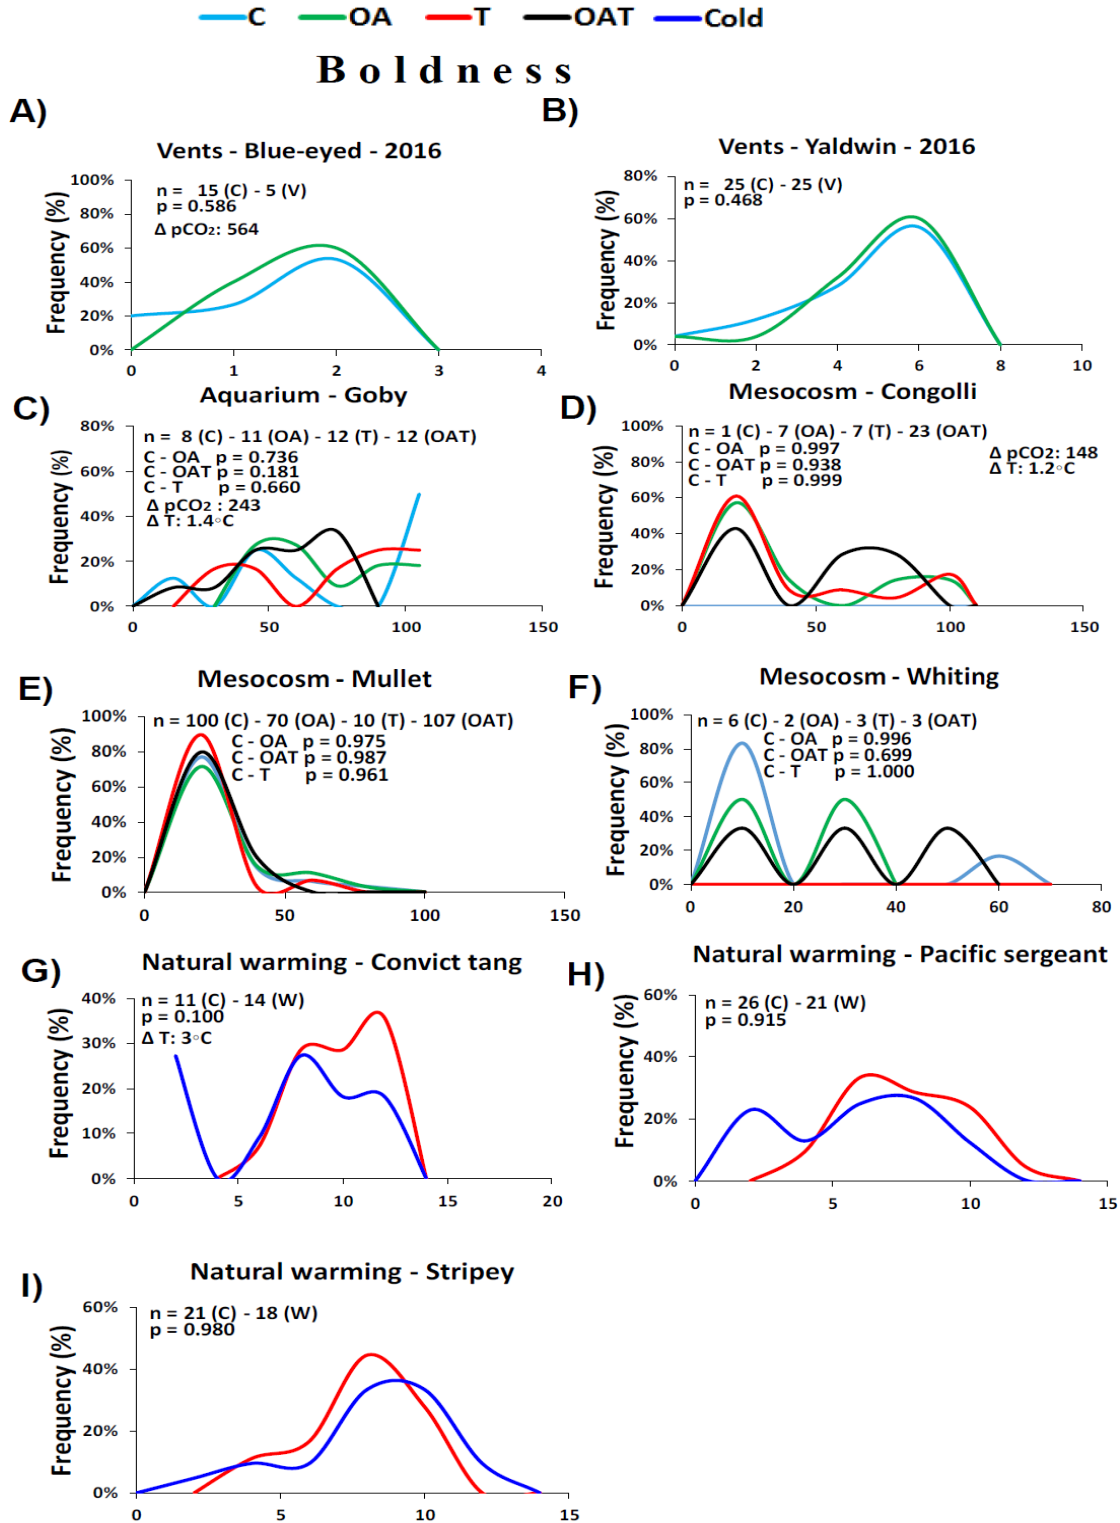 C OA T OAT Cold
Boldness
A)
Vents - Blue-eyed - 2016
Frequency (%)
100%
80%
60%
40%
20%
0%
n = 15 (C) - 5 (V)
p = 0.586
Δ pCO₂: 564
0 1 2 3 4
B)
Vents - Yaldwin - 2016
Frequency (%)
80%
60%
40%
20%
0%
n = 25 (C) - 25 (V)
p = 0.468
0 2 4 6 8 10
C)
Aquarium - Goby
Frequency (%)
80%
60%
40%
20%
0%
n = 8 (C) - 11 (OA) - 12 (T) - 12 (OAT)
C - OA p = 0.736
C - OAT p = 0.181
C - T p = 0.660
Δ pCO₂ : 243
Δ T: 1.4◦C
0 50 100 150
D)
Mesocosm - Congolli
Frequency (%)
100%
80%
60%
40%
20%
0%
n = 1 (C) - 7 (OA) - 7 (T) - 23 (OAT)
C - OA p = 0.997
C - OAT p = 0.938
C - T p = 0.999
Δ pCO₂: 148
Δ T: 1.2◦C
0 50 100 150
E)
Mesocosm - Mullet
Frequency (%)
100%
80%
60%
40%
20%
0%
n = 100 (C) - 70 (OA) - 10 (T) - 107 (OAT)
C - OA p = 0.975
C - OAT p = 0.987
C - T p = 0.961
0 50 100 150
F)
Mesocosm - Whiting
Frequency (%)
100%
80%
60%
40%
20%
0%
n = 6 (C) - 2 (OA) - 3 (T) - 3 (OAT)
C - OA p = 0.996
C - OAT p = 0.699
C - T p = 1.000
0 20 40 60 80
G)
Natural warming - Convict tang
Frequency (%)
40%
30%
20%
10%
0%
n = 11 (C) - 14 (W)
p = 0.100
Δ T: 3◦C
0 5 10 15 20
H)
Natural warming - Pacific sergeant
Frequency (%)
60%
40%
20%
0%
n = 26 (C) - 21 (W)
p = 0.915
0 5 10 15
I)
Natural warming - Stripey
Frequency (%)
60%
40%
20%
0%
n = 21 (C) - 18 (W)
p = 0.980
0 5 10 15